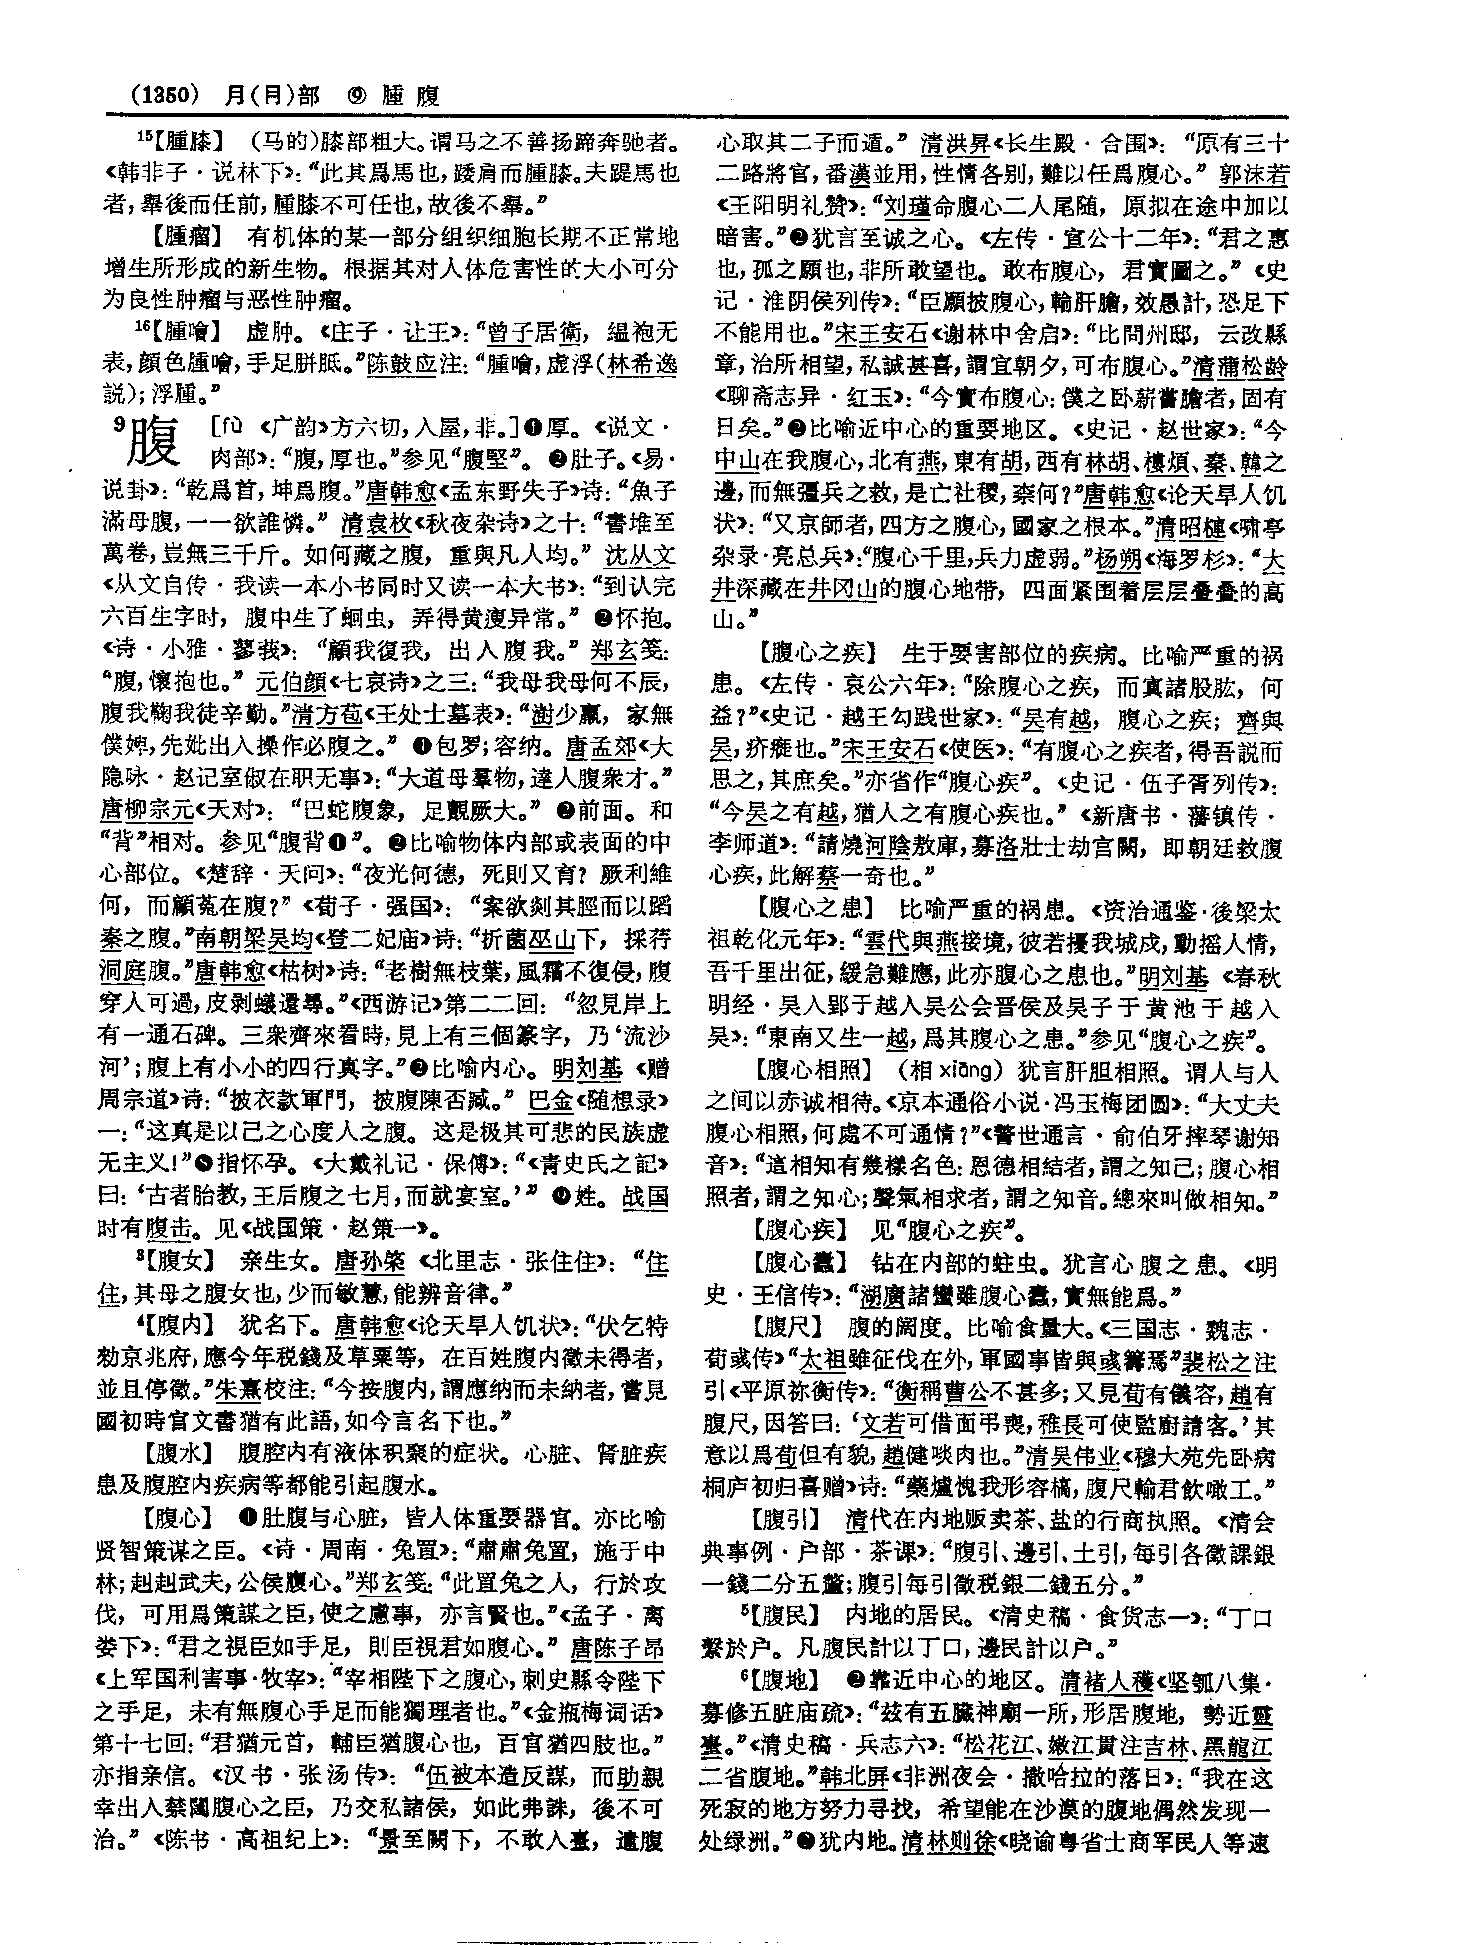 (1350) 月(⺼)部 ⑨ 腫 腹
15【腫膝】 (马的)膝部粗大。谓马之不善扬蹄奔驰者。
《韩非子·说林下》：“此其爲馬也，踒肩而腫膝。夫踶馬也
者，舉後而任前，腫膝不可任也，故後不舉。”
【腫瘤】 有机体的某一部分组织细胞长期不正常地
增生所形成的新生物。根据其对人体危害性的大小可分
为良性肿瘤与恶性肿瘤。
16【腫噲】 虚肿。《庄子·让王》：“曾子居衛，緼袍无
表，顔色腫噲，手足胼胝。”陈鼓应注：“腫噲，虚浮(林希逸
説)；浮腫。”
9腹 [fù 《广韵》方六切，入屋，非。]❶厚。《说文·
肉部》：“腹，厚也。”参见“腹堅”。❷肚子。《易·
说卦》：“乾爲首，坤爲腹。”唐韩愈《孟东野失子》诗：“魚子
滿母腹，一一欲誰憐。” 清袁枚《秋夜杂诗》之十：“書堆至
萬卷，豈無三千斤。如何藏之腹，重與凡人均。” 沈从文
《从文自传·我读一本小书同时又读一本大书》：“到认完
六百生字时，腹中生了蛔虫，弄得黄瘦异常。” ❸怀抱。
《诗·小雅·蓼莪》：“顧我復我，出入腹我。” 郑玄笺：
“腹，懷抱也。” 元伯颜《七哀诗》之三：“我母我母何不辰，
腹我鞠我徒辛勤。”清方苞《王处士墓表》：“澍少羸，家無
僕婢，先妣出入操作必腹之。” ❹包罗；容纳。唐孟郊《大
隐咏·赵记室俶在职无事》：“大道母羣物，達人腹衆才。”
唐柳宗元《天对》：“巴蛇腹象，足覿厥大。” ❺前面。和
“背”相对。参见“腹背❶”。❻比喻物体内部或表面的中
心部位。《楚辞·天问》：“夜光何德，死則又育？厥利維
何，而顧菟在腹？” 《荀子·强国》：“案欲剡其脛而以蹈
秦之腹。”南朝梁吴均《登二妃庙》诗：“折菡巫山下，採荇
洞庭腹。”唐韩愈《枯树》诗：“老樹無枝葉，風霜不復侵，腹
穿人可過，皮剥蟻還尋。”《西游记》第二二回：“忽見岸上
有一通石碑。三衆齊來看時，見上有三個篆字，乃‘流沙
河’；腹上有小小的四行真字。”❼比喻内心。明刘基《赠
周宗道》诗：“披衣款軍門，披腹陳否臧。” 巴金《随想录》
一：“这真是以己之心度人之腹。这是极其可悲的民族虚
无主义！”❽指怀孕。《大戴礼记·保傅》：“《青史氏之記》
曰：‘古者胎教，王后腹之七月，而就宴室。’” ❾姓。战国
时有腹击。见《战国策·赵策一》。
3【腹女】 亲生女。唐孙棨《北里志·张住住》：“住
住，其母之腹女也，少而敏慧，能辨音律。”
4【腹内】 犹名下。唐韩愈《论天旱人饥状》：“伏乞特
勑京兆府，應今年税錢及草粟等，在百姓腹内徵未得者，
並且停徵。”朱熹校注：“今按腹内，謂應纳而未納者，嘗見
國初時官文書猶有此語，如今言名下也。”
【腹水】 腹腔内有液体积聚的症状。心脏、肾脏疾
患及腹腔内疾病等都能引起腹水。
【腹心】 ❶肚腹与心脏，皆人体重要器官。亦比喻
贤智策谋之臣。《诗·周南·兔罝》：“肅肅兔罝，施于中
林；赳赳武夫，公侯腹心。”郑玄笺：“此罝兔之人，行於攻
伐，可用爲策謀之臣，使之慮事，亦言賢也。”《孟子·离
娄下》：“君之視臣如手足，則臣視君如腹心。” 唐陈子昂
《上军国利害事·牧宰》：“宰相陛下之腹心，刺史縣令陛下
之手足，未有無腹心手足而能獨理者也。”《金瓶梅词话》
第十七回：“君猶元首，輔臣猶腹心也，百官猶四肢也。”
亦指亲信。《汉书·张汤传》：“伍被本造反謀，而助親
幸出入禁闥腹心之臣，乃交私諸侯，如此弗誅，後不可
治。” 《陈书·高祖纪上》：“景至闕下，不敢入臺，遣腹
心取其二子而遁。” 清洪昇《长生殿·合围》：“原有三十
二路將官，番漢並用，性情各别，難以任爲腹心。” 郭沫若
《王阳明礼赞》：“刘瑾命腹心二人尾随，原拟在途中加以
暗害。”❷犹言至诚之心。《左传·宣公十二年》：“君之惠
也，孤之願也，非所敢望也。敢布腹心，君實圖之。” 《史
记·淮阴侯列传》：“臣願披腹心，輸肝膽，效愚計，恐足下
不能用也。”宋王安石《谢林中舍启》：“比問州邸，云改縣
章，治所相望，私誠甚喜，謂宜朝夕，可布腹心。”清蒲松龄
《聊斋志异·红玉》：“今實布腹心：僕之卧薪嘗膽者，固有
日矣。”❸比喻近中心的重要地区。《史记·赵世家》：“今
中山在我腹心，北有燕，東有胡，西有林胡、樓煩、秦、韓之
邊，而無彊兵之救，是亡社稷，柰何？”唐韩愈《论天旱人饥
状》：“又京師者，四方之腹心，國家之根本。”清昭梿《啸亭
杂录·亮总兵》：“腹心千里，兵力虚弱。”杨朔《海罗杉》：“大
井深藏在井冈山的腹心地带，四面紧围着层层叠叠的高
山。”
【腹心之疾】 生于要害部位的疾病。比喻严重的祸
患。《左传·哀公六年》：“除腹心之疾，而寘諸股肱，何
益？”《史记·越王勾践世家》：“吴有越，腹心之疾；齊與
吴，疥癬也。”宋王安石《使医》：“有腹心之疾者，得吾説而
思之，其庶矣。”亦省作“腹心疾”。《史记·伍子胥列传》：
“今吴之有越，猶人之有腹心疾也。” 《新唐书·藩镇传·
李师道》：“請燒河陰敖庫，募洛壯士劫宫闕，即朝廷救腹
心疾，此解蔡一奇也。”
【腹心之患】 比喻严重的祸患。《资治通鉴·後梁太
祖乾化元年》：“雲代與燕接境，彼若擾我城戍，動摇人情，
吾千里出征，緩急難應，此亦腹心之患也。”明刘基《春秋
明经·吴入郢于越入吴公会晋侯及吴子于黄池于越入
吴》：“東南又生一越，爲其腹心之患。”参见“腹心之疾”。
【腹心相照】 (相 xiāng) 犹言肝胆相照。谓人与人
之间以赤诚相待。《京本通俗小说·冯玉梅团圆》：“大丈夫
腹心相照，何處不可通情？”《警世通言·俞伯牙摔琴谢知
音》：“這相知有幾樣名色：恩德相結者，謂之知己；腹心相
照者，謂之知心；聲氣相求者，謂之知音。總來叫做相知。”
【腹心疾】 见“腹心之疾”。
【腹心蠹】 钻在内部的蛀虫。犹言心腹之患。《明
史·王信传》：“湖廣諸蠻雖腹心蠹，實無能爲。”
【腹尺】 腹的阔度。比喻食量大。《三国志·魏志·
荀彧传》“太祖雖征伐在外，軍國事皆與彧籌焉”裴松之注
引《平原祢衡传》：“衡稱曹公不甚多；又見荀有儀容，趙有
腹尺，因答曰：‘文若可借面弔喪，稚長可使監廚請客。’其
意以爲荀但有貌，趙健啖肉也。”清吴伟业《穆大苑先卧病
桐庐初归喜赠》诗：“藥爐愧我形容槁，腹尺輸君飲噉工。”
【腹引】 清代在内地贩卖茶、盐的行商执照。《清会
典事例·户部·茶课》：“腹引、邊引、土引，每引各徵課銀
一錢二分五釐；腹引每引徵税銀二錢五分。”
5【腹民】 内地的居民。《清史稿·食货志一》：“丁口
繫於户。凡腹民計以丁口，邊民計以户。”
6【腹地】 ❶靠近中心的地区。清褚人穫《坚瓠八集·
募修五脏庙疏》：“兹有五臟神廟一所，形居腹地，勢近靈
臺。”《清史稿·兵志六》：“松花江、嫩江貫注吉林、黑龍江
二省腹地。”韩北屏《非洲夜会·撒哈拉的落日》：“我在这
死寂的地方努力寻找，希望能在沙漠的腹地偶然发现一
处绿洲。”❷犹内地。清林则徐《晓谕粤省士商军民人等速